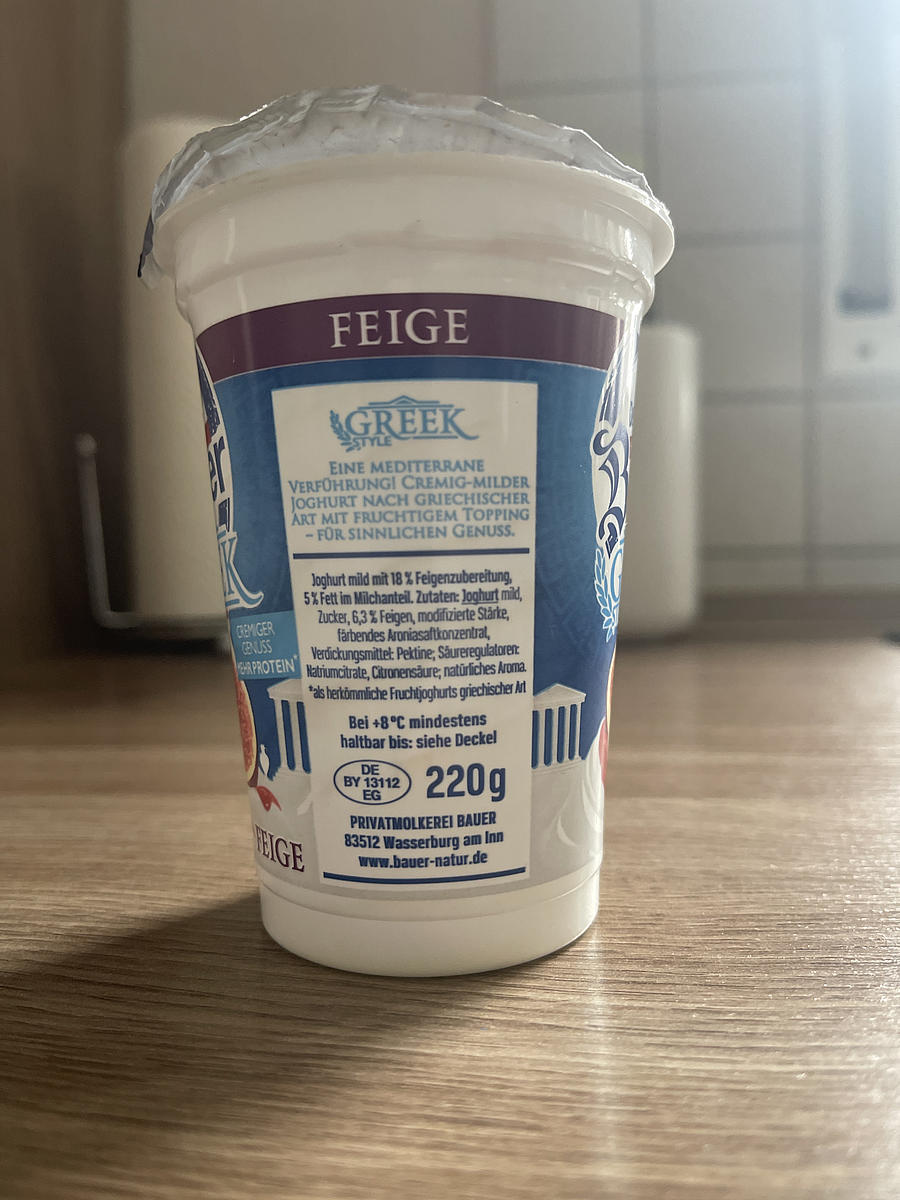 FEIGE
GREEK
STYLE
EINE MEDITERRANE
VERFÜHRUNG! CREMIG-MILDER
JOGHURT NACH GRIECHISCHER
ART MIT FRUCHTIGEM TOPPING
– FÜR SINNLICHEN GENUSS.
Joghurt mild mit 18 % Feigenzubereitung,
5 % Fett im Milchanteil. Zutaten: Joghurt mild,
Zucker, 6,3 % Feigen, modifizierte Stärke,
färbendes Aroniasaftkonzentrat,
Verdickungsmittel: Pektine; Säureregulatoren:
Natriumcitrate, Citronensäure; natürliches Aroma.
*als herkömmliche Fruchtjoghurts griechischer Art
Bei +8 °C mindestens
haltbar bis: siehe Deckel
DE
BY 13112
EG
220 g
PRIVATMOLKEREI BAUER
83512 Wasserburg am Inn
www.bauer-natur.de
er
K
CREMIGER
GENUSS
MEHR PROTEIN*
FEIGE